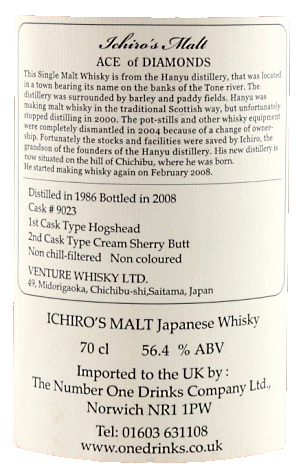 Ichiro's Malt
ACE of DIAMONDS
This Single Malt Whisky is from the Hanyu distillery, that was located
in a town bearing its name on the banks of the Tone river. The
distillery was surrounded by barley and paddy fields. Hanyu was
making malt whisky in the traditional Scottish way, but unfortunately
stopped distilling in 2000. The pot-stills and other whisky equipment
were completely dismantled in 2004 because of a change of owner-
ship. Fortunately the stocks and facilities were saved by Ichiro, the
grandson of the founders of the Hanyu distillery. His new distillery is
now situated on the hill of Chichibu, where he was born.
He started making whisky again on February 2008.
Distilled in 1986 Bottled in 2008
Cask # 9023
1st Cask Type Hogshead
2nd Cask Type Cream Sherry Butt
Non chill-filtered Non coloured
VENTURE WHISKY LTD.
49, Midorigaoka, Chichibu-shi,Saitama, Japan
ICHIRO'S MALT Japanese Whisky
70 cl 56.4 % ABV
Imported to the UK by :
The Number One Drinks Company Ltd.,
Norwich NR1 1PW
Tel: 01603 631108
www.onedrinks.co.uk